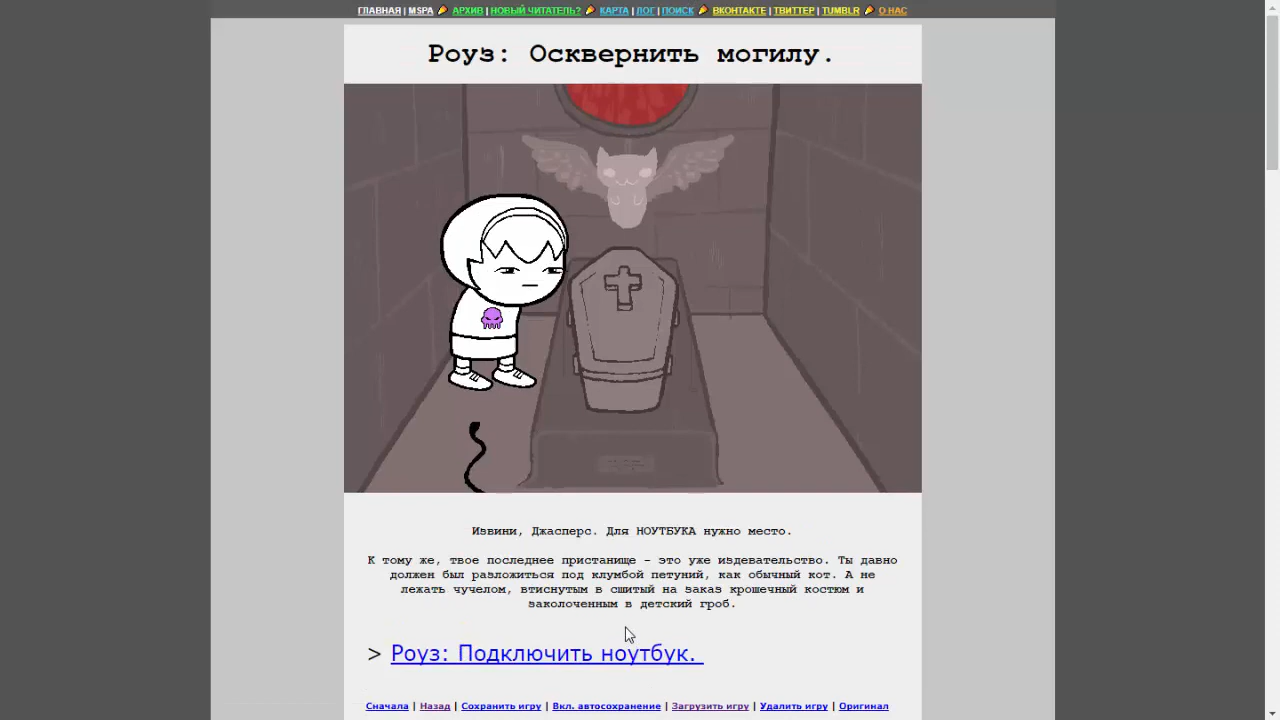 ГЛАВНАЯ | MSPA АРХИВ | НОВЫЙ ЧИТАТЕЛЬ? КАРТА | ЛОГ | ПОИСК ВКОНТАКТЕ | ТВИТТЕР | TUMBLR О НАС
Роуз: Осквернить могилу.
Извини, Джасперс. Для НОУТБУКА нужно место.
К тому же, твое последнее пристанище - это уже издевательство. Ты давно
должен был разложиться под клумбой петуний, как обычный кот. А не
лежать чучелом, втиснутым в сшитый на заказ крошечный костюм и
заколоченным в детский гроб.
> Роуз: Подключить ноутбук.
Сначала | Назад | Сохранить игру | Вкл. автосохранение | Загрузить игру | Удалить игру | Оригинал